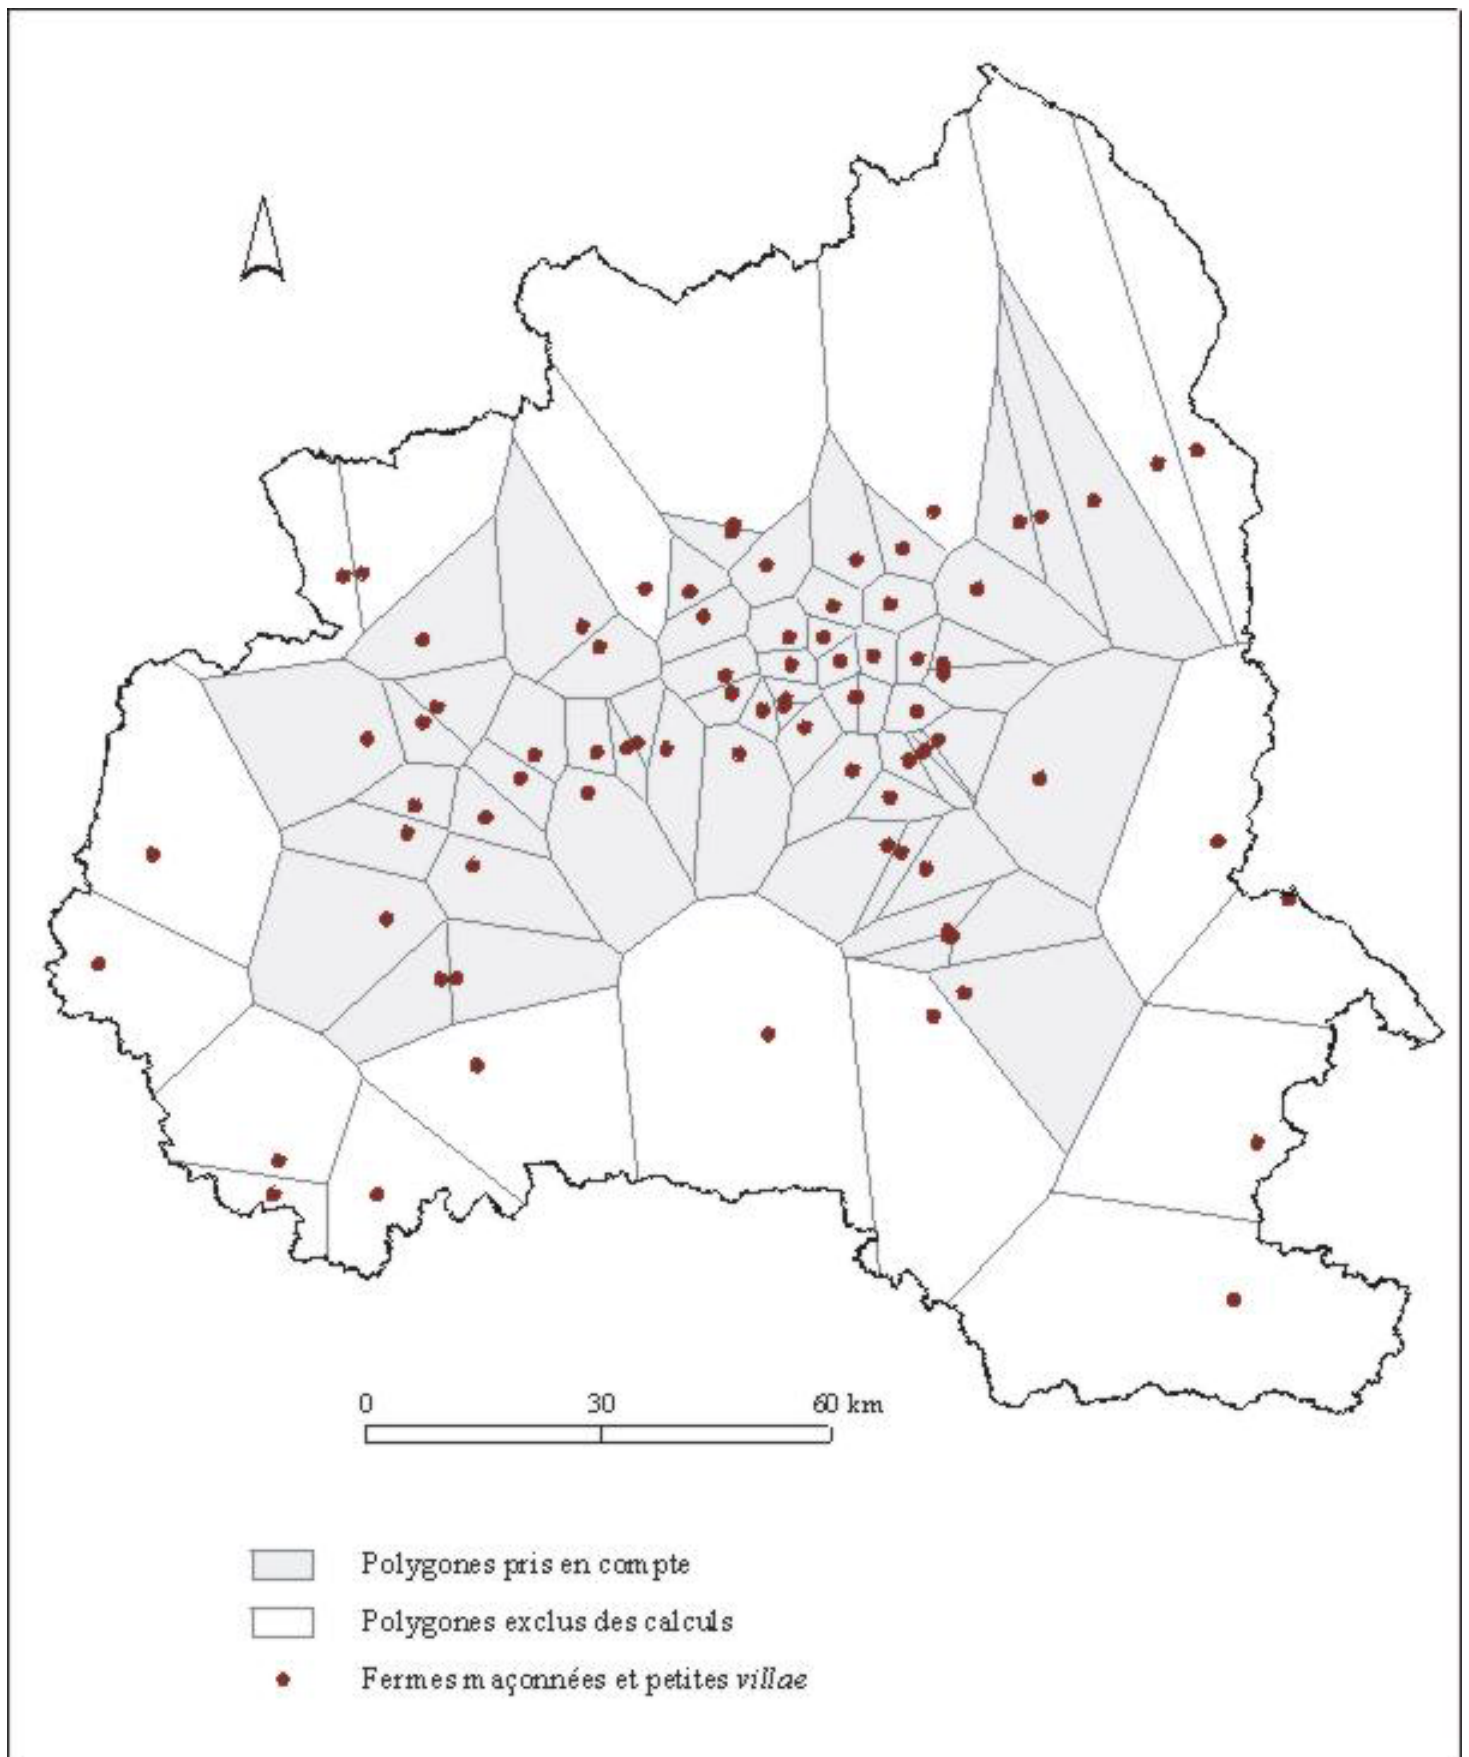 0 30 60 km
Polygones pris en compte
Polygones exclus des calculs
Fermes maçonnées et petites villae